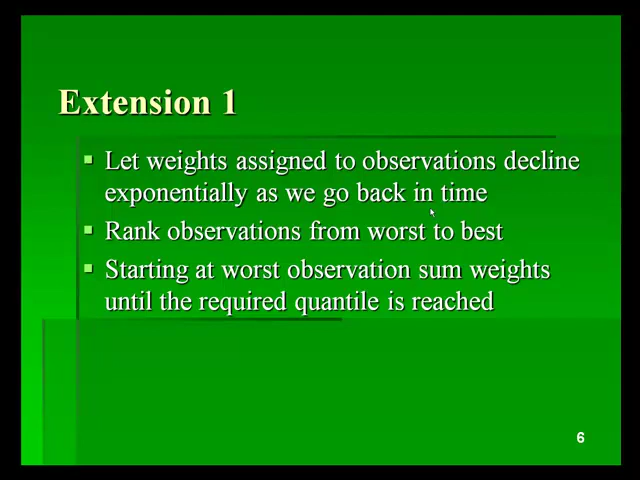 Extension 1
Let weights assigned to observations decline
exponentially as we go back in time
Rank observations from worst to best
Starting at worst observation sum weights
until the required quantile is reached
6